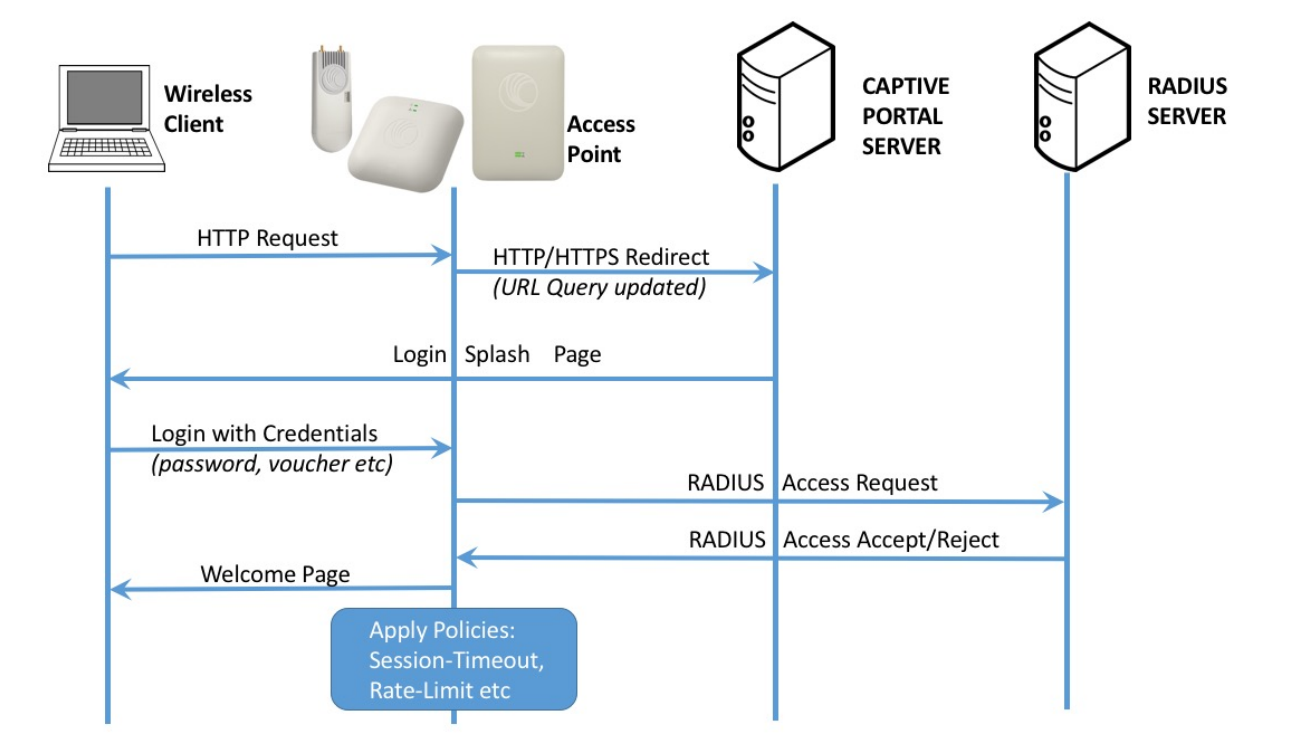 Wireless
Client
Access
Point
CAPTIVE
PORTAL
SERVER
RADIUS
SERVER
HTTP Request
HTTP/HTTPS Redirect
(URL Query updated)
Login Splash Page
Login with Credentials
(password, voucher etc)
RADIUS Access Request
RADIUS Access Accept/Reject
Welcome Page
Apply Policies:
Session-Timeout,
Rate-Limit etc